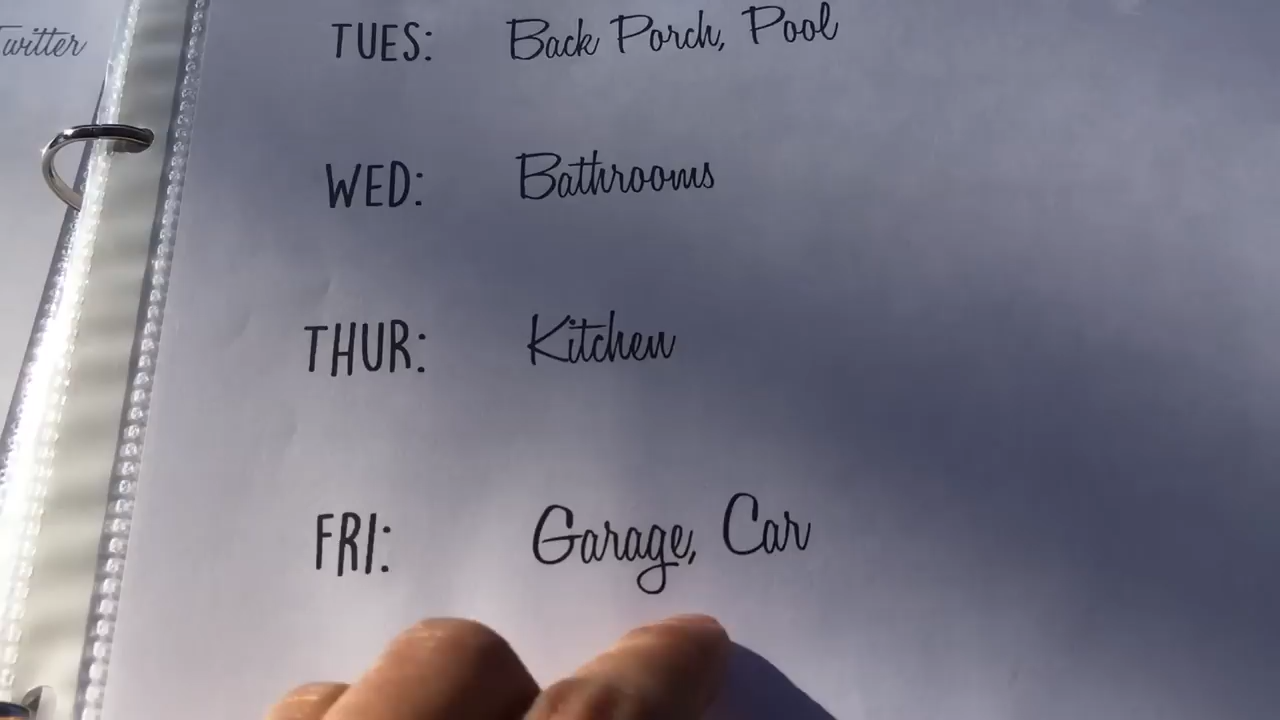 Twitter
TUES: Back Porch, Pool
WED: Bathrooms
THUR: Kitchen
FRI: Garage, Car